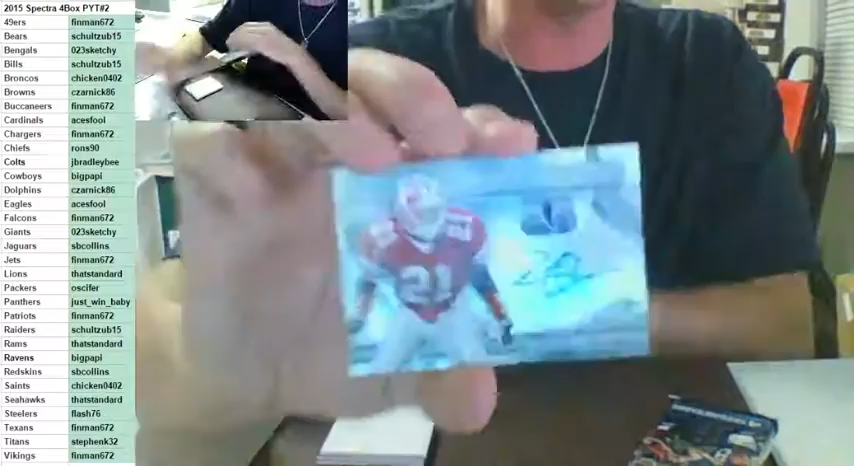 2015 Spectra 4Box PYT#2
49ers finman672
Bears schultzub15
Bengals 023sketchy
Bills schultzub15
Broncos chicken0402
Browns czarnick86
Buccaneers finman672
Cardinals acesfool
Chargers finman672
Chiefs rons90
Colts jbradleybee
Cowboys bigpapi
Dolphins czarnick86
Eagles acesfool
Falcons finman672
Giants 023sketchy
Jaguars sbcollins
Jets finman672
Lions thatstandard
Packers oscifer
Panthers just_win_baby
Patriots finman672
Raiders schultzub15
Rams thatstandard
Ravens bigpapi
Redskins sbcollins
Saints chicken0402
Seahawks thatstandard
Steelers flash76
Texans finman672
Titans stephenk32
Vikings finman672
21